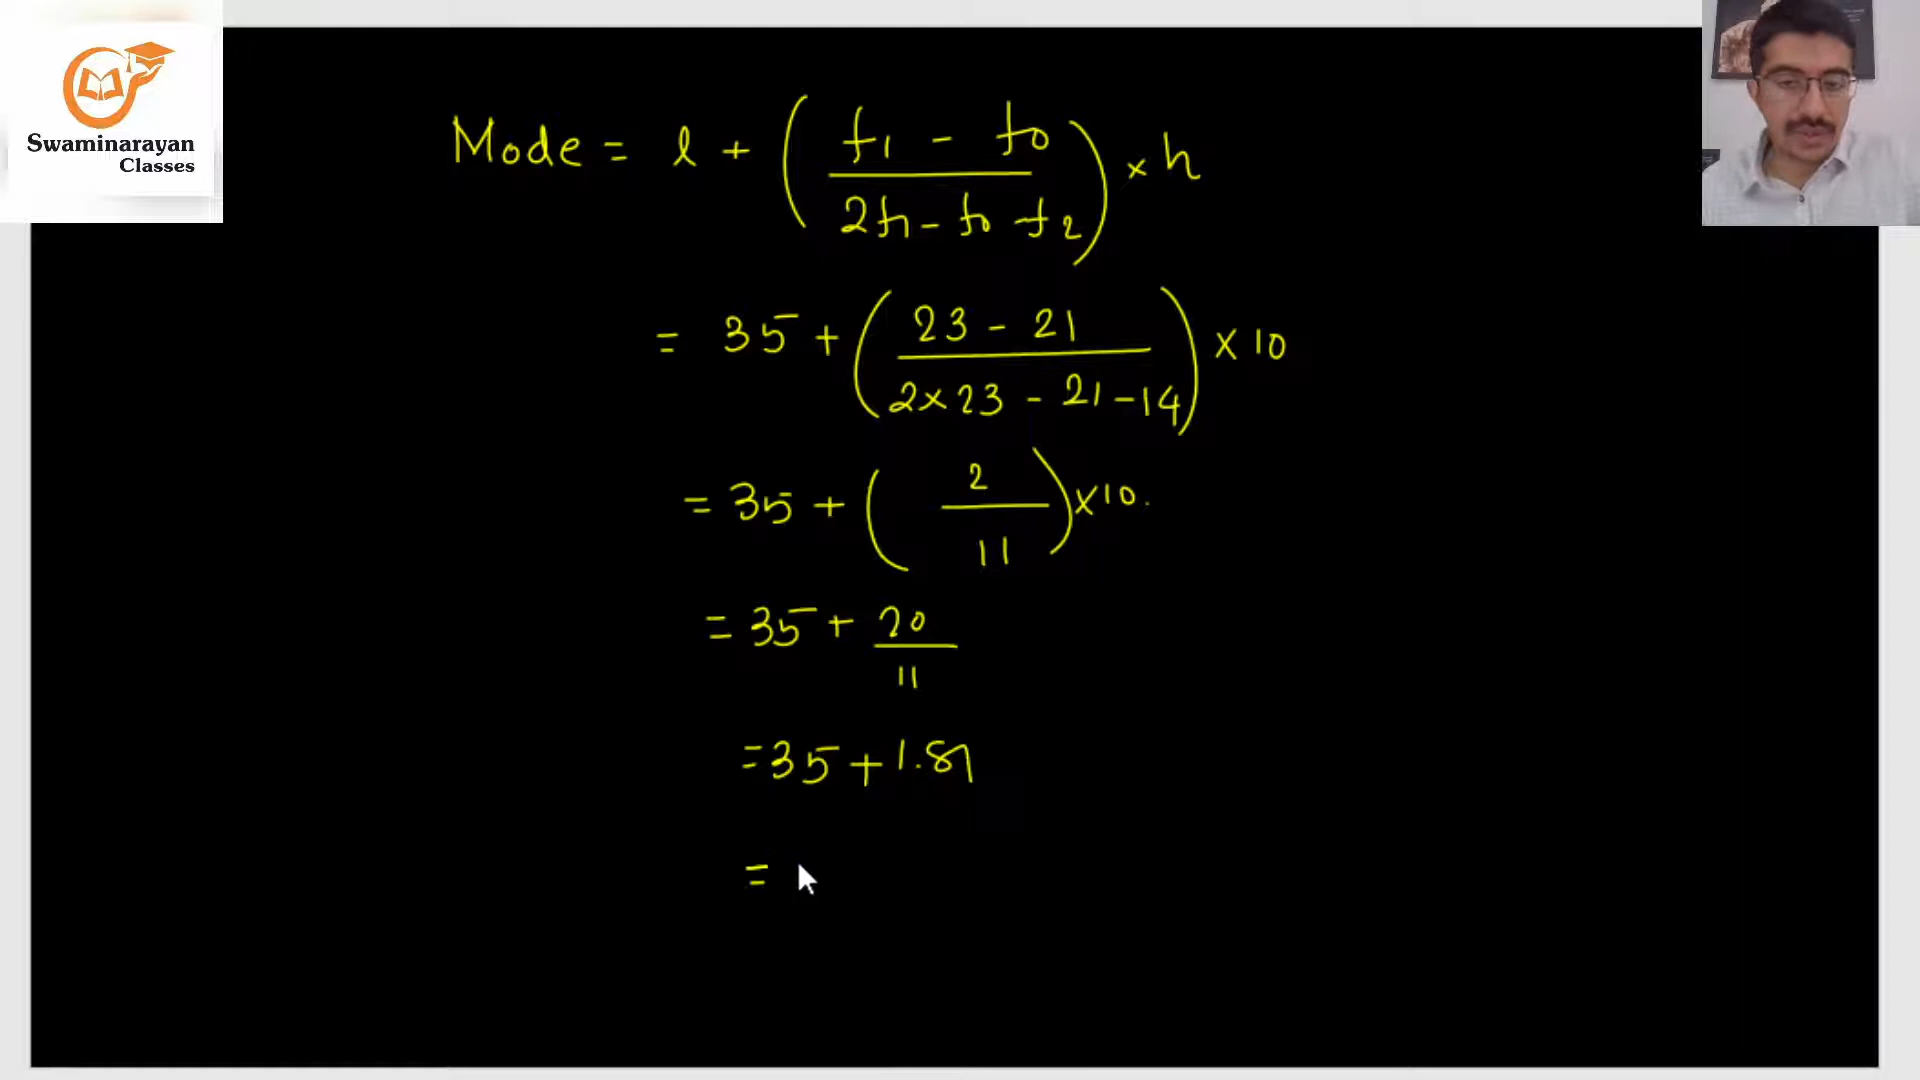 Swaminarayan
Classes
Mode = l + (f1 - f0 / 2f1 - f0 - f2) × h
= 35 + (23 - 21 / 2×23 - 21 - 14) × 10
= 35 + (2 / 11) × 10.
= 35 + 20 / 11
= 35 + 1.81
=